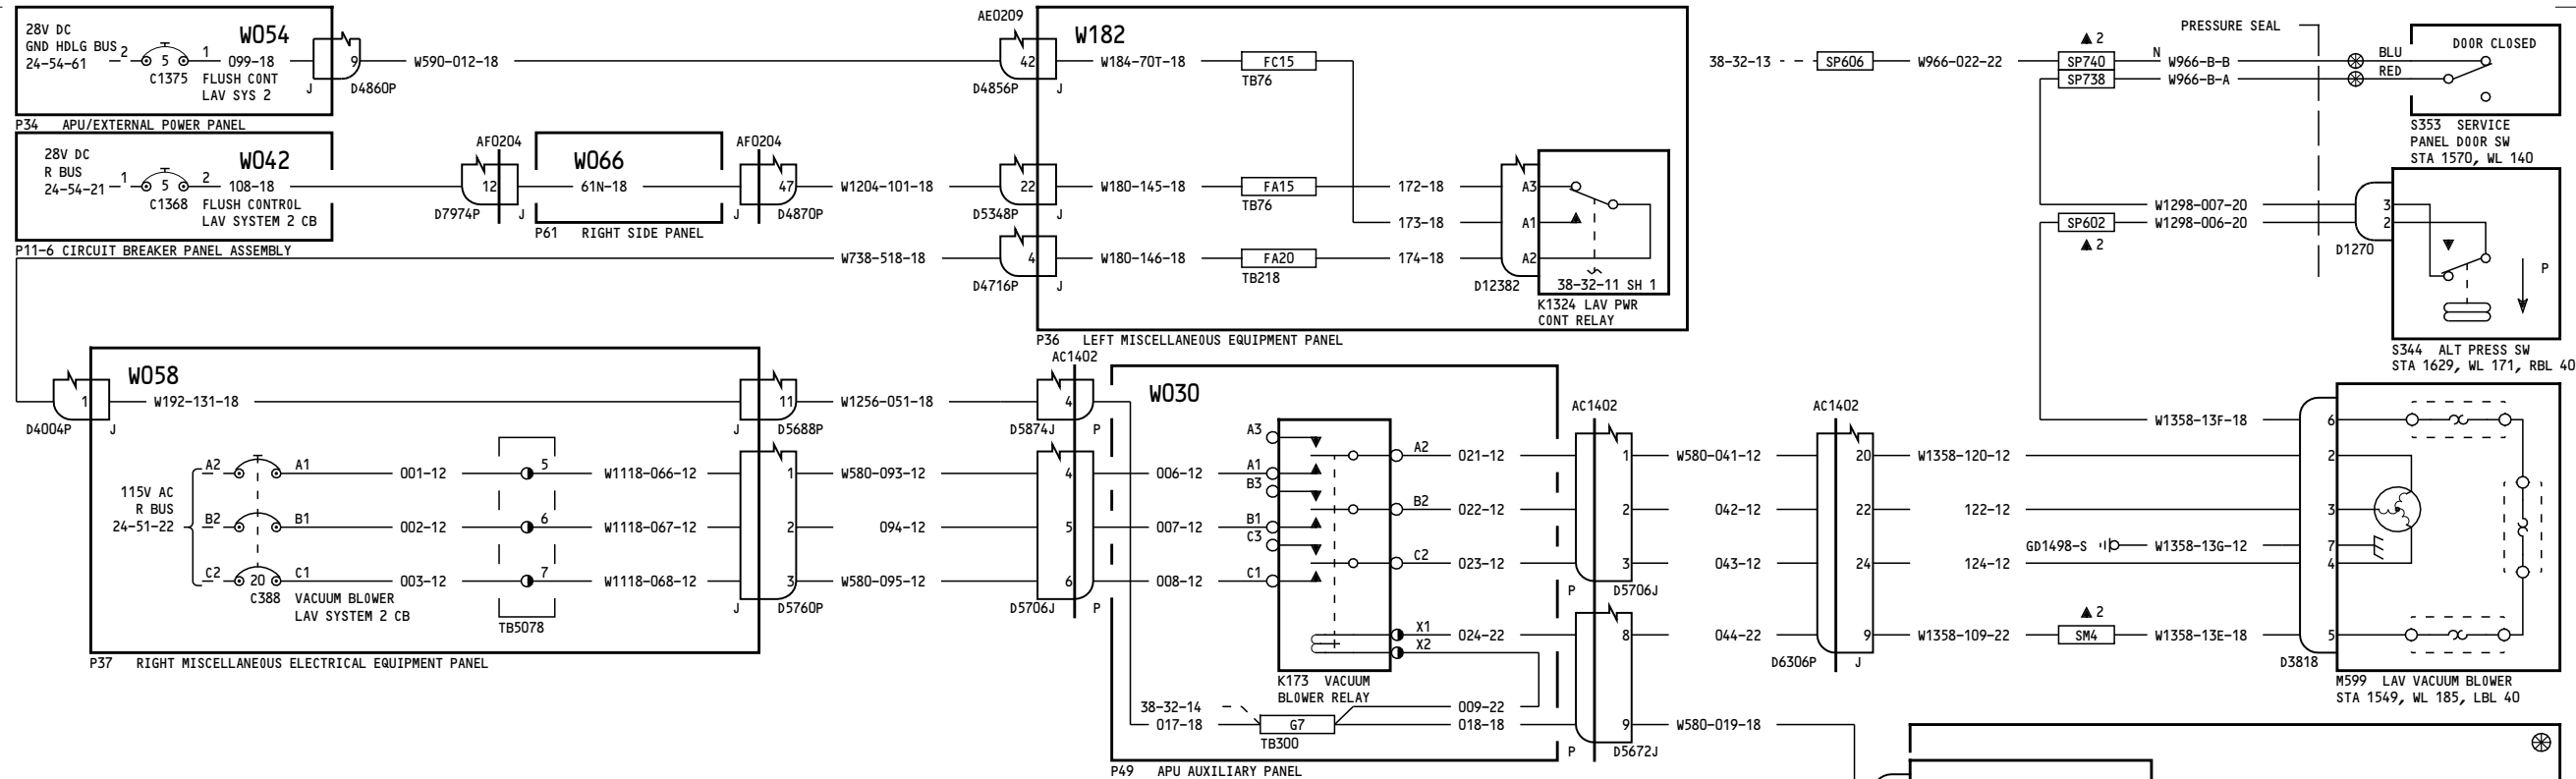 28V DC
GND HDLG BUS
24-54-61
2
5
1
C1375
W054
099-18
FLUSH CONT
LAV SYS 2
J
9
D4860P
W590-012-18
P34 APU/EXTERNAL POWER PANEL
28V DC
R BUS
24-54-21
1
5
2
C1368
W042
108-18
FLUSH CONTROL
LAV SYSTEM 2 CB
P11-6 CIRCUIT BREAKER PANEL ASSEMBLY
AF0204
12
D7974P
J
W066
61N-18
P61 RIGHT SIDE PANEL
AF0204
47
J
D4870P
W1204-101-18
W738-518-18
AE0209
42
D4856P
J
22
D5348P
J
4
D4716P
J
W182
W184-70T-18
FC15
TB76
W180-145-18
FA15
TB76
W180-146-18
FA20
TB218
172-18
173-18
174-18
A3
A1
A2
D12382
38-32-11 SH 1
K1324 LAV PWR
CONT RELAY
P36 LEFT MISCELLANEOUS EQUIPMENT PANEL
38-32-13
SP606
W966-022-22
2
SP740
SP738
N
W966-B-B
W966-B-A
PRESSURE SEAL
BLU
RED
DOOR CLOSED
S353 SERVICE
PANEL DOOR SW
STA 1570, WL 140
W1298-007-20
SP602
W1298-006-20
2
3
2
D1270
P
S344 ALT PRESS SW
STA 1629, WL 171, RBL 40
W058
1
D4004P
J
W192-131-18
11
J
D5688P
W1256-051-18
115V AC
R BUS
24-51-22
A2
A1
001-12
5
W1118-066-12
1
W580-093-12
B2
B1
002-12
6
W1118-067-12
2
094-12
C2
20
C1
003-12
7
W1118-068-12
3
W580-095-12
C388
VACUUM BLOWER
LAV SYSTEM 2 CB
TB5078
J
D5760P
P37 RIGHT MISCELLANEOUS ELECTRICAL EQUIPMENT PANEL
AC1402
4
D5874J
P
4
5
6
D5706J
P
W030
006-12
007-12
008-12
A3
A1
B3
B1
C3
C1
A2
B2
C2
X1
X2
K173 VACUUM
BLOWER RELAY
021-12
022-12
023-12
024-22
009-22
38-32-14
017-18
G7
TB300
018-18
P49 APU AUXILIARY PANEL
AC1402
1
2
3
P
D5706J
8
9
P
D5672J
W580-041-12
042-12
043-12
044-22
W580-019-18
AC1402
20
22
24
9
D6306P
J
W1358-120-12
122-12
GD1498-S
W1358-13G-12
124-12
W1358-109-22
2
SM4
W1358-13E-18
W1358-13F-18
6
2
3
7
4
5
D3818
M599 LAV VACUUM BLOWER
STA 1549, WL 185, LBL 40